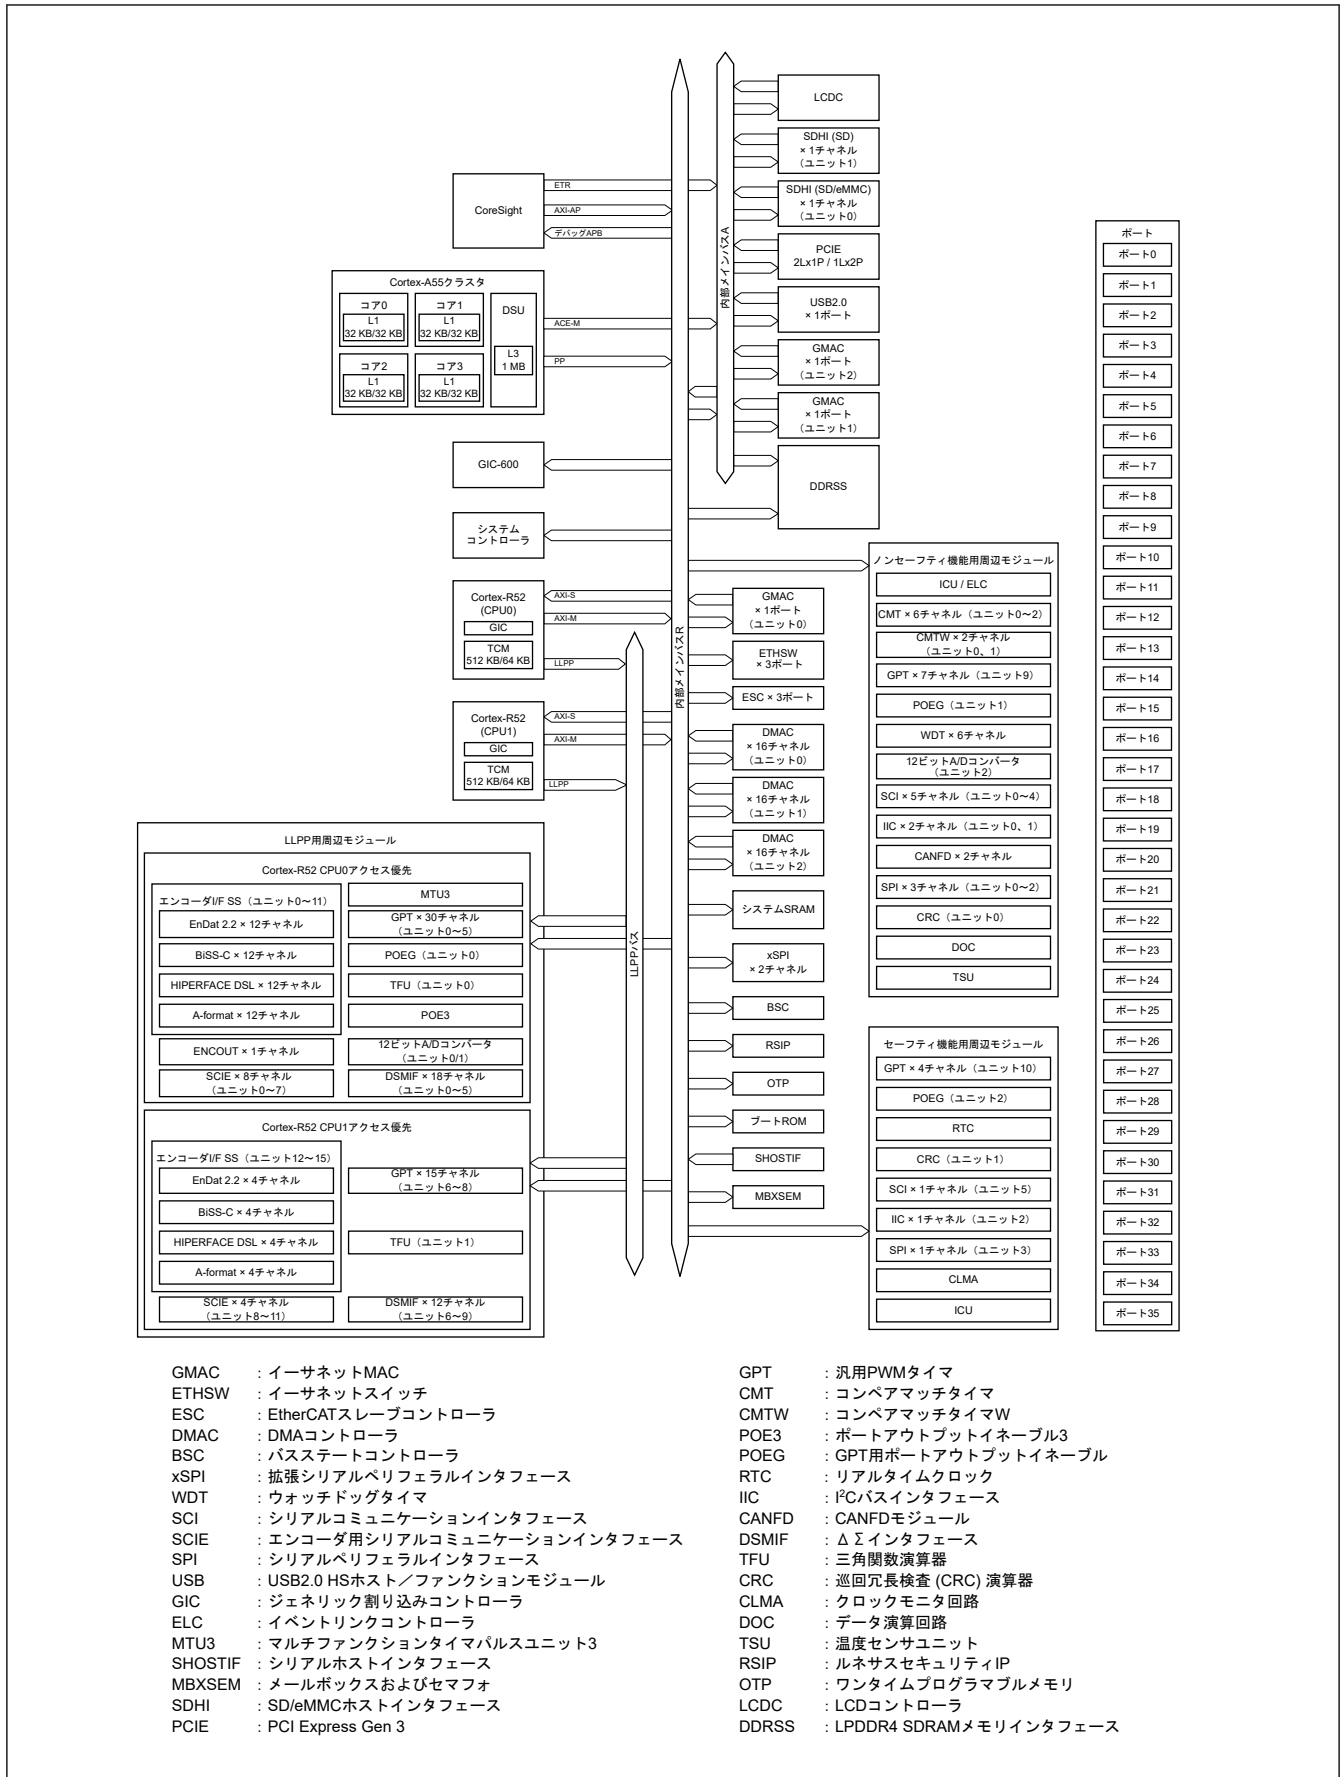 LCDC
SDHI (SD)
× 1チャネル
（ユニット1）
SDHI (SD/eMMC)
× 1チャネル
（ユニット0）
PCIE
2Lx1P / 1Lx2P
USB2.0
× 1ポート
GMAC
× 1ポート
（ユニット2）
GMAC
× 1ポート
（ユニット1）
DDRSS
内部メインバスA
CoreSight
ETR
AXI-AP
デバッグAPB
Cortex-A55クラスタ
コア0
L1
32 KB/32 KB
コア1
L1
32 KB/32 KB
コア2
L1
32 KB/32 KB
コア3
L1
32 KB/32 KB
DSU
L3
1 MB
ACE-M
PP
GIC-600
システム
コントローラ
Cortex-R52
(CPU0)
GIC
TCM
512 KB/64 KB
AXI-S
AXI-M
LLPP
Cortex-R52
(CPU1)
GIC
TCM
512 KB/64 KB
AXI-S
AXI-M
LLPP
内部メインバスR
LLPPバス
GMAC
× 1ポート
（ユニット0）
ETHSW
× 3ポート
ESC × 3ポート
DMAC
× 16チャネル
（ユニット0）
DMAC
× 16チャネル
（ユニット1）
DMAC
× 16チャネル
（ユニット2）
システムSRAM
xSPI
× 2チャネル
BSC
RSIP
OTP
ブートROM
SHOSTIF
MBXSEM
LLPP用周辺モジュール
Cortex-R52 CPU0アクセス優先
エンコーダI/F SS（ユニット0～11）
EnDat 2.2 × 12チャネル
BiSS-C × 12チャネル
HIPERFACE DSL × 12チャネル
A-format × 12チャネル
ENCOUT × 1チャネル
SCIE × 8チャネル
（ユニット0～7）
MTU3
GPT × 30チャネル
（ユニット0～5）
POEG（ユニット0）
TFU（ユニット0）
POE3
12ビットA/Dコンバータ
（ユニット0/1）
DSMIF × 18チャネル
（ユニット0～5）
Cortex-R52 CPU1アクセス優先
エンコーダI/F SS（ユニット12～15）
EnDat 2.2 × 4チャネル
BiSS-C × 4チャネル
HIPERFACE DSL × 4チャネル
A-format × 4チャネル
SCIE × 4チャネル
（ユニット8～11）
GPT × 15チャネル
（ユニット6～8）
TFU（ユニット1）
DSMIF × 12チャネル
（ユニット6～9）
ノンセーフティ機能用周辺モジュール
ICU / ELC
CMT × 6チャネル（ユニット0～2）
CMTW × 2チャネル
（ユニット0、1）
GPT × 7チャネル（ユニット9）
POEG（ユニット1）
WDT × 6チャネル
12ビットA/Dコンバータ
（ユニット2）
SCI × 5チャネル（ユニット0～4）
IIC × 2チャネル（ユニット0、1）
CANFD × 2チャネル
SPI × 3チャネル（ユニット0～2）
CRC（ユニット0）
DOC
TSU
セーフティ機能用周辺モジュール
GPT × 4チャネル（ユニット10）
POEG（ユニット2）
RTC
CRC（ユニット1）
SCI × 1チャネル（ユニット5）
IIC × 1チャネル（ユニット2）
SPI × 1チャネル（ユニット3）
CLMA
ICU
ポート
ポート0
ポート1
ポート2
ポート3
ポート4
ポート5
ポート6
ポート7
ポート8
ポート9
ポート10
ポート11
ポート12
ポート13
ポート14
ポート15
ポート16
ポート17
ポート18
ポート19
ポート20
ポート21
ポート22
ポート23
ポート24
ポート25
ポート26
ポート27
ポート28
ポート29
ポート30
ポート31
ポート32
ポート33
ポート34
ポート35
GMAC : イーサネットMAC
ETHSW : イーサネットスイッチ
ESC : EtherCATスレーブコントローラ
DMAC : DMAコントローラ
BSC : バスステートコントローラ
xSPI : 拡張シリアルペリフェラルインタフェース
WDT : ウォッチドッグタイマ
SCI : シリアルコミュニケーションインタフェース
SCIE : エンコーダ用シリアルコミュニケーションインタフェース
SPI : シリアルペリフェラルインタフェース
USB : USB2.0 HSホスト／ファンクションモジュール
GIC : ジェネリック割り込みコントローラ
ELC : イベントリンクコントローラ
MTU3 : マルチファンクションタイマパルスユニット3
SHOSTIF : シリアルホストインタフェース
MBXSEM : メールボックスおよびセマフォ
SDHI : SD/eMMCホストインタフェース
PCIE : PCI Express Gen 3
GPT : 汎用PWMタイマ
CMT : コンペアマッチタイマ
CMTW : コンペアマッチタイマW
POE3 : ポートアウトプットイネーブル3
POEG : GPT用ポートアウトプットイネーブル
RTC : リアルタイムクロック
IIC : I²Cバスインタフェース
CANFD : CANFDモジュール
DSMIF : ΔΣインタフェース
TFU : 三角関数演算器
CRC : 巡回冗長検査 (CRC) 演算器
CLMA : クロックモニタ回路
DOC : データ演算回路
TSU : 温度センサユニット
RSIP : ルネサスセキュリティIP
OTP : ワンタイムプログラマブルメモリ
LCDC : LCDコントローラ
DDRSS : LPDDR4 SDRAMメモリインタフェース